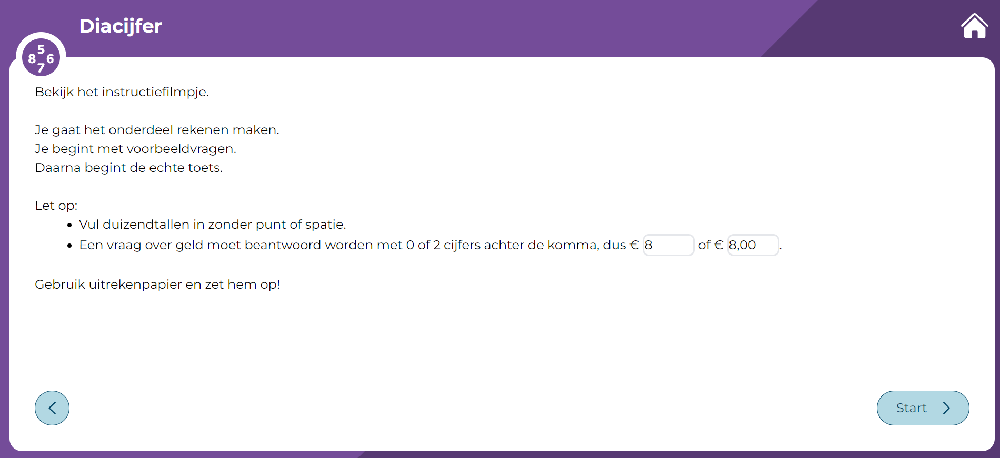 Diacijfer
5
8 6
7
Bekijk het instructiefilmpje.
Je gaat het onderdeel rekenen maken.
Je begint met voorbeeldvragen.
Daarna begint de echte toets.
Let op:
• Vul duizendtallen in zonder punt of spatie.
• Een vraag over geld moet beantwoord worden met 0 of 2 cijfers achter de komma, dus € 8 of € 8,00.
Gebruik uitrekenpapier en zet hem op!
Start